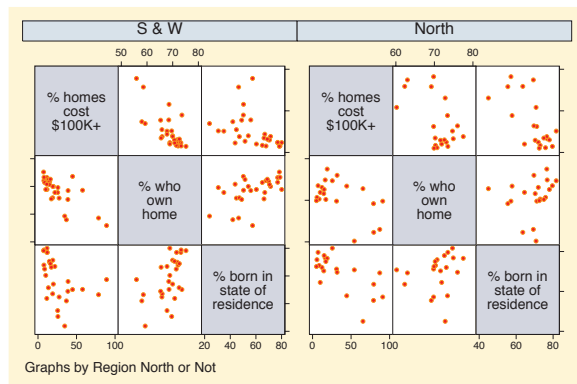 S & W
North
50 60 70 80
60 70 80
% homes
cost
$100K+
% homes
cost
$100K+
% who
own
home
% who
own
home
% born in
state of
residence
% born in
state of
residence
0 50 100 20 40 60 80
0 50 100 40 60 80
Graphs by Region North or Not